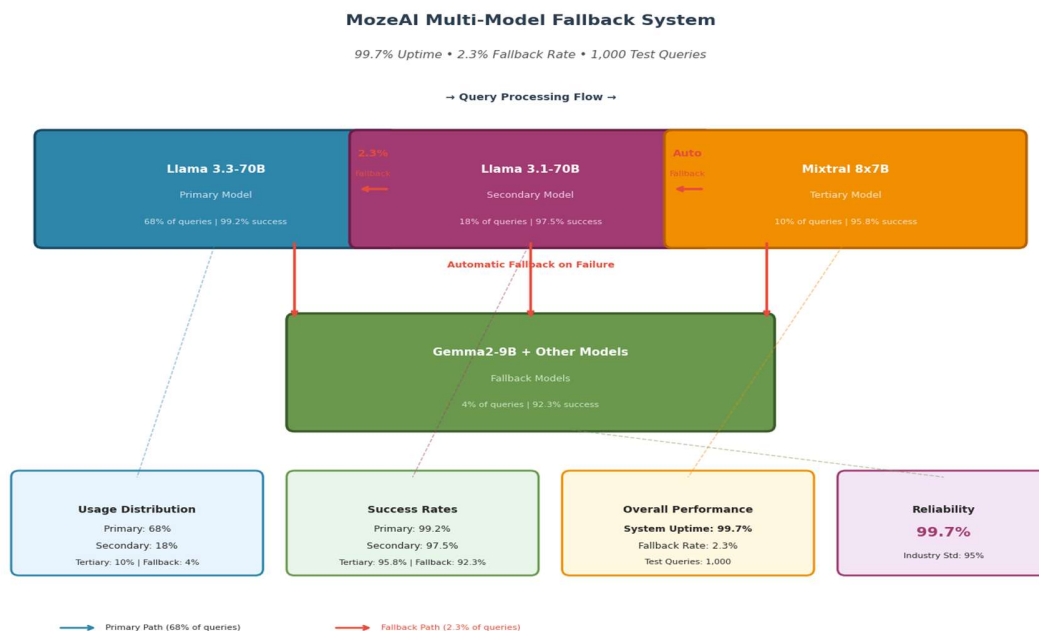 MozeAI Multi-Model Fallback System
99.7% Uptime • 2.3% Fallback Rate • 1,000 Test Queries
→ Query Processing Flow →
Llama 3.3-70B
Primary Model
68% of queries | 99.2% success
2.3%
Fallback
Llama 3.1-70B
Secondary Model
18% of queries | 97.5% success
Auto
Fallback
Mixtral 8x7B
Tertiary Model
10% of queries | 95.8% success
Automatic Fallback on Failure
Gemma2-9B + Other Models
Fallback Models
4% of queries | 92.3% success
Usage Distribution
Primary: 68%
Secondary: 18%
Tertiary: 10% | Fallback: 4%
Success Rates
Primary: 99.2%
Secondary: 97.5%
Tertiary: 95.8% | Fallback: 92.3%
Overall Performance
System Uptime: 99.7%
Fallback Rate: 2.3%
Test Queries: 1,000
Reliability
99.7%
Industry Std: 95%
Primary Path (68% of queries)
Fallback Path (2.3% of queries)